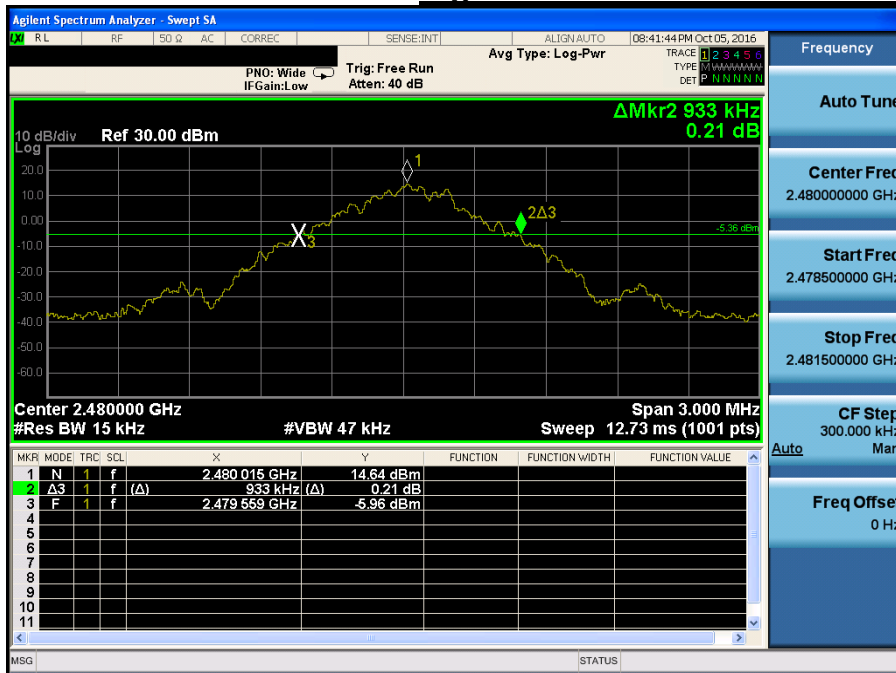 Agilent Spectrum Analyzer - Swept SA
LXI RL RF 50 Ω AC CORREC SENSE:INT ALIGN AUTO 08:41:44 PM Oct 05, 2016
Avg Type: Log-Pwr TRACE 1 2 3 4 5 6
PNO: Wide Trig: Free Run TYPE M WWWWW
IFGain:Low Atten: 40 dB DET P N N N N N
ΔMkr2 933 kHz
0.21 dB
10 dB/div Ref 30.00 dBm
Log
20.0
10.0
0.00
-10.0
-20.0
-30.0
-40.0
-50.0
-60.0
1
2Δ3
3
-5.36 dBm
Center 2.480000 GHz Span 3.000 MHz
#Res BW 15 kHz #VBW 47 kHz Sweep 12.73 ms (1001 pts)
MKR MODE TRC SCL X Y FUNCTION FUNCTION WIDTH FUNCTION VALUE
1 N 1 f 2.480 015 GHz 14.64 dBm
2 Δ3 1 f (Δ) 933 kHz (Δ) 0.21 dB
3 F 1 f 2.479 559 GHz -5.96 dBm
4
5
6
7
8
9
10
11
MSG STATUS
Frequency
Auto Tune
Center Freq
2.480000000 GHz
Start Freq
2.478500000 GHz
Stop Freq
2.481500000 GHz
CF Step
300.000 kHz
Auto Man
Freq Offset
0 Hz